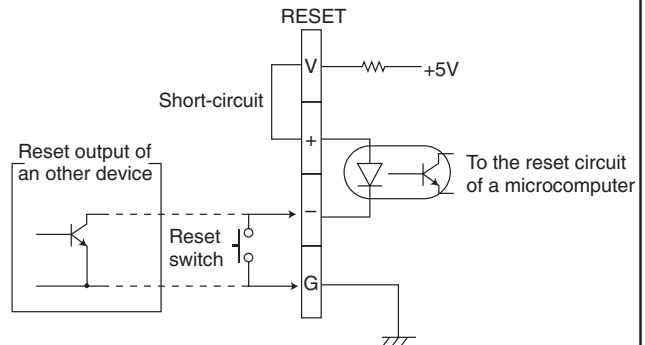 RESET
V
+5V
Short-circuit
+
Reset output of
an other device
To the reset circuit
of a microcomputer
−
Reset
switch
G